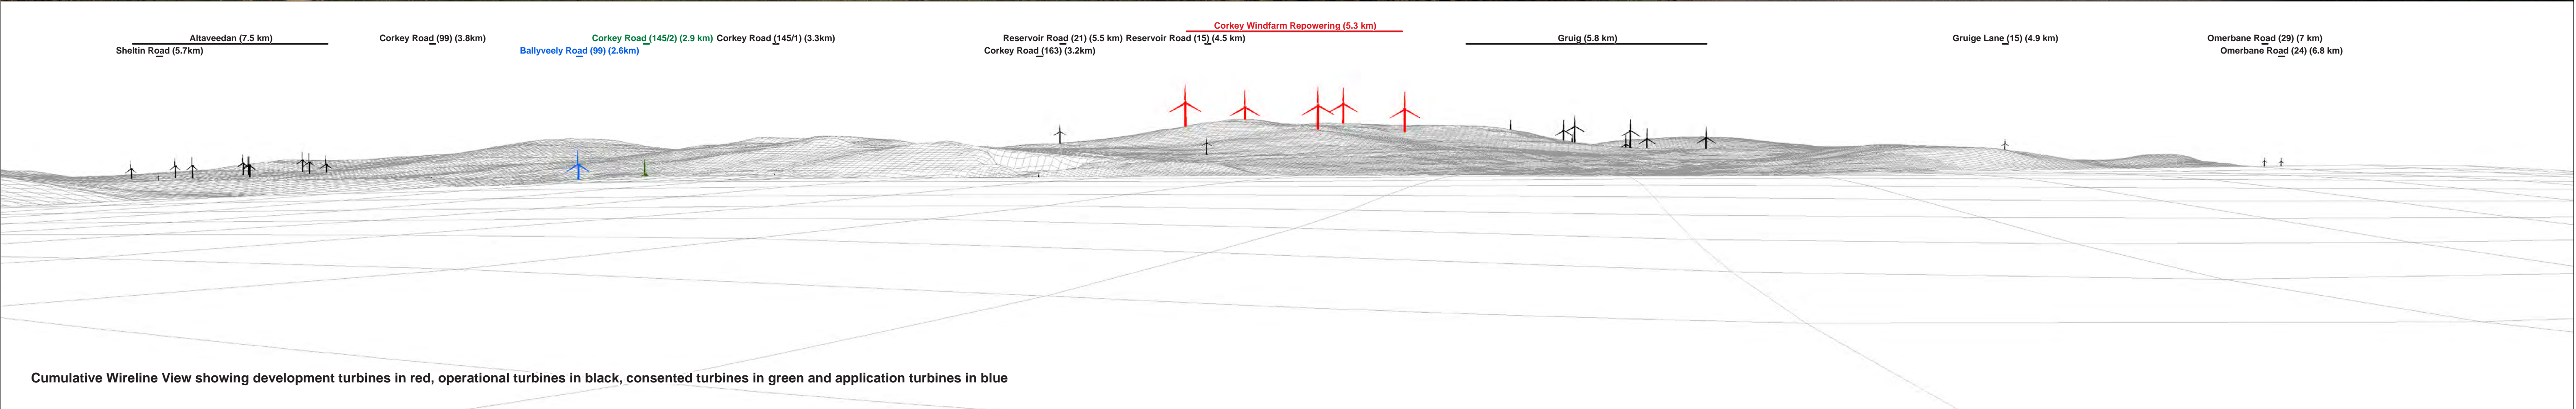 Corkey Windfarm Repowering (5.3 km)
Altaveedan (7.5 km)
Corkey Road (99) (3.8km)
Corkey Road (145/2) (2.9 km)
Corkey Road (145/1) (3.3km)
Reservoir Road (21) (5.5 km)
Reservoir Road (15) (4.5 km)
Gruig (5.8 km)
Gruige Lane (15) (4.9 km)
Omerbane Road (29) (7 km)
Sheltin Road (5.7km)
Ballyveely Road (99) (2.6km)
Corkey Road (163) (3.2km)
Omerbane Road (24) (6.8 km)
Cumulative Wireline View showing development turbines in red, operational turbines in black, consented turbines in green and application turbines in blue